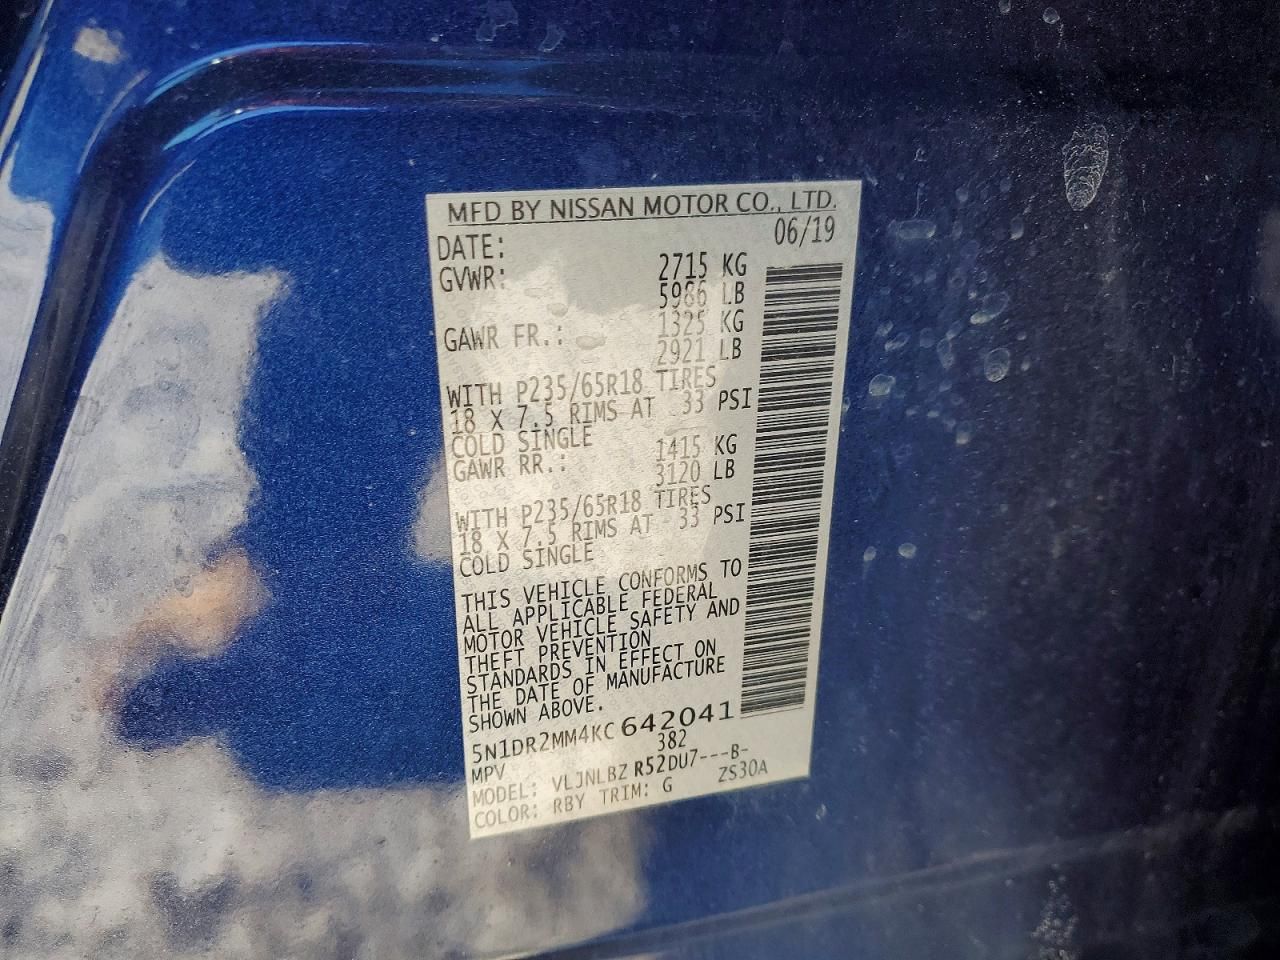 MFD BY NISSAN MOTOR CO., LTD.
DATE: 06/19
GVWR: 2715 KG
5986 LB
GAWR FR.: 1325 KG
2921 LB
WITH P235/65R18 TIRES
18 X 7.5 RIMS AT 33 PSI
COLD SINGLE
GAWR RR.: 1415 KG
3120 LB
WITH P235/65R18 TIRES
18 X 7.5 RIMS AT 33 PSI
COLD SINGLE
THIS VEHICLE CONFORMS TO
ALL APPLICABLE FEDERAL
MOTOR VEHICLE SAFETY AND
THEFT PREVENTION
STANDARDS IN EFFECT ON
THE DATE OF MANUFACTURE
SHOWN ABOVE.
5N1DR2MM4KC642041
MPV 382
MODEL: VLJNLBZ R52DU7---B-
COLOR: RBY TRIM: G ZS30A